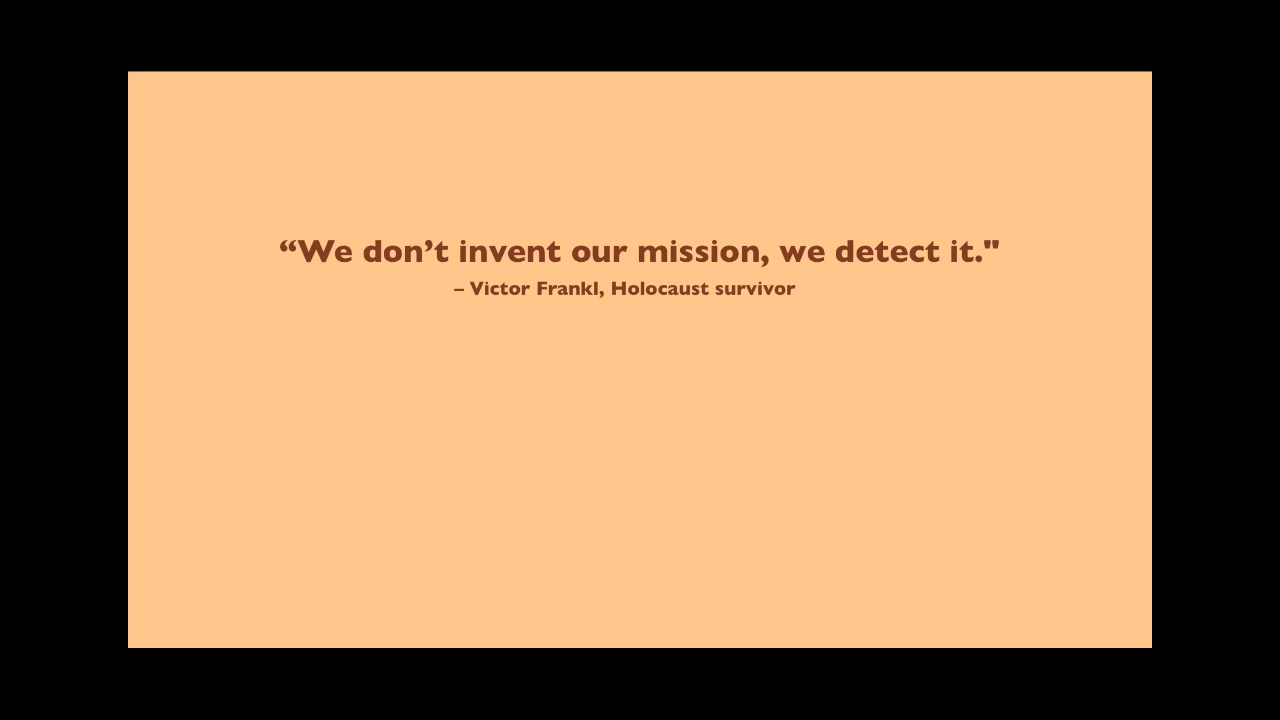 “We don’t invent our mission, we detect it."
– Victor Frankl, Holocaust survivor